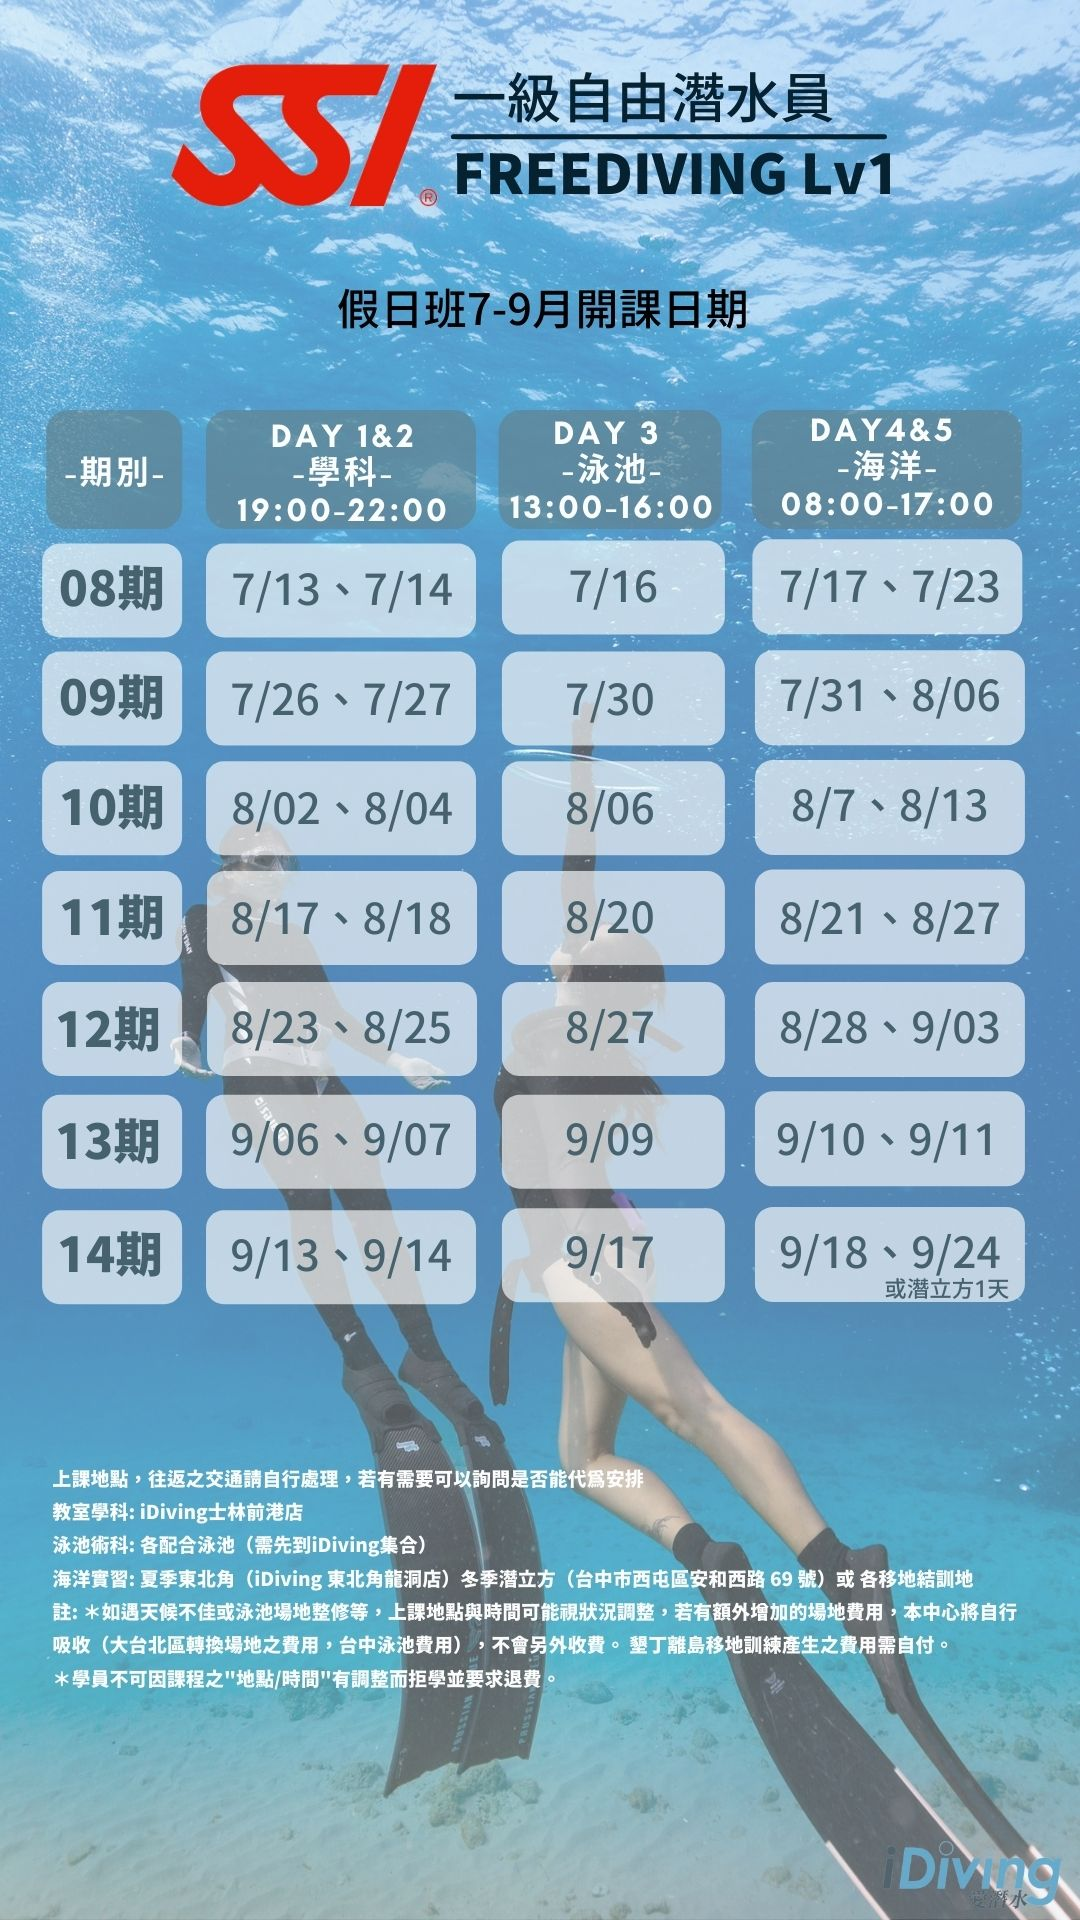 SSI ®
一級自由潛水員
FREEDIVING Lv1
假日班7-9月開課日期
-期別-
DAY 1&2
-學科-
19:00-22:00
DAY 3
-泳池-
13:00-16:00
DAY4&5
-海洋-
08:00-17:00
08期 7/13、7/14 7/16 7/17、7/23
09期 7/26、7/27 7/30 7/31、8/06
10期 8/02、8/04 8/06 8/7、8/13
11期 8/17、8/18 8/20 8/21、8/27
12期 8/23、8/25 8/27 8/28、9/03
13期 9/06、9/07 9/09 9/10、9/11
14期 9/13、9/14 9/17 9/18、9/24
或潛立方1天
上課地點，往返之交通請自行處理，若有需要可以詢問是否能代為安排
教室學科: iDiving士林前港店
泳池術科: 各配合泳池（需先到iDiving集合）
海洋實習: 夏季東北角（iDiving 東北角龍洞店）冬季潛立方（台中市西屯區安和西路 69 號）或 各移地結訓地
註: ＊如遇天候不佳或泳池場地整修等，上課地點與時間可能視狀況調整，若有額外增加的場地費用，本中心將自行
吸收（大台北區轉換場地之費用，台中泳池費用），不會另外收費。 墾丁離島移地訓練產生之費用需自付。
＊學員不可因課程之"地點/時間"有調整而拒學並要求退費。
iDiving
愛潛水